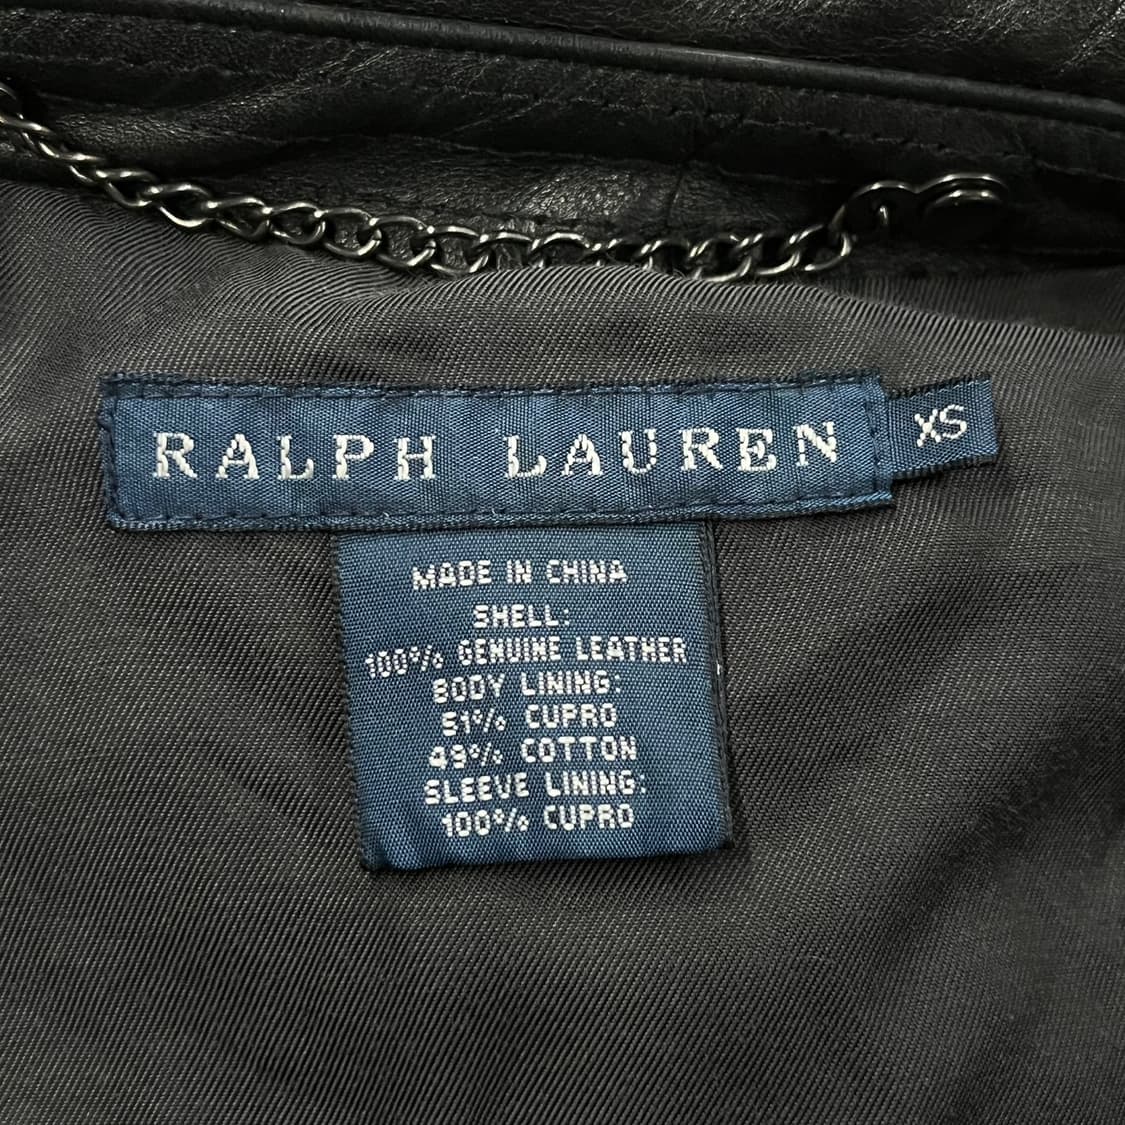 RALPH LAUREN XS
MADE IN CHINA
SHELL:
100% GENUINE LEATHER
BODY LINING:
51% CUPRO
49% COTTON
SLEEVE LINING:
100% CUPRO